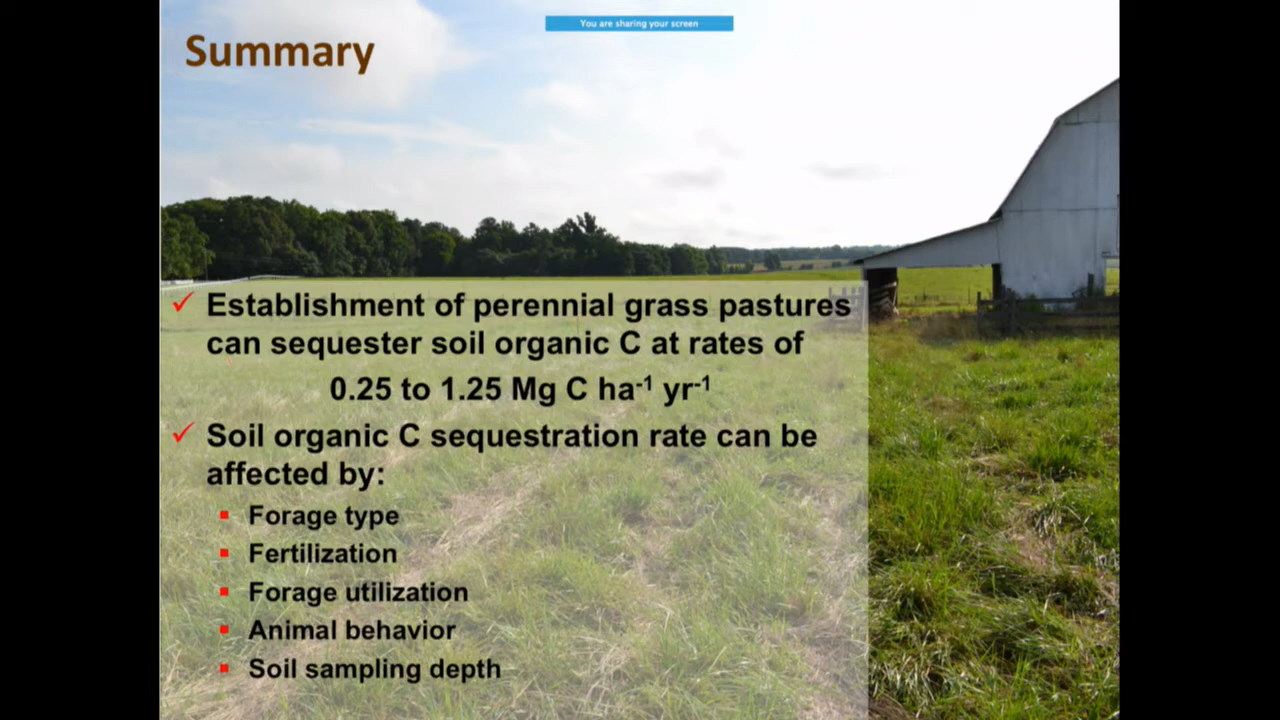 You are sharing your screen
Summary
✓ Establishment of perennial grass pastures
can sequester soil organic C at rates of
0.25 to 1.25 Mg C ha⁻¹ yr⁻¹
✓ Soil organic C sequestration rate can be
affected by:
▪ Forage type
▪ Fertilization
▪ Forage utilization
▪ Animal behavior
▪ Soil sampling depth